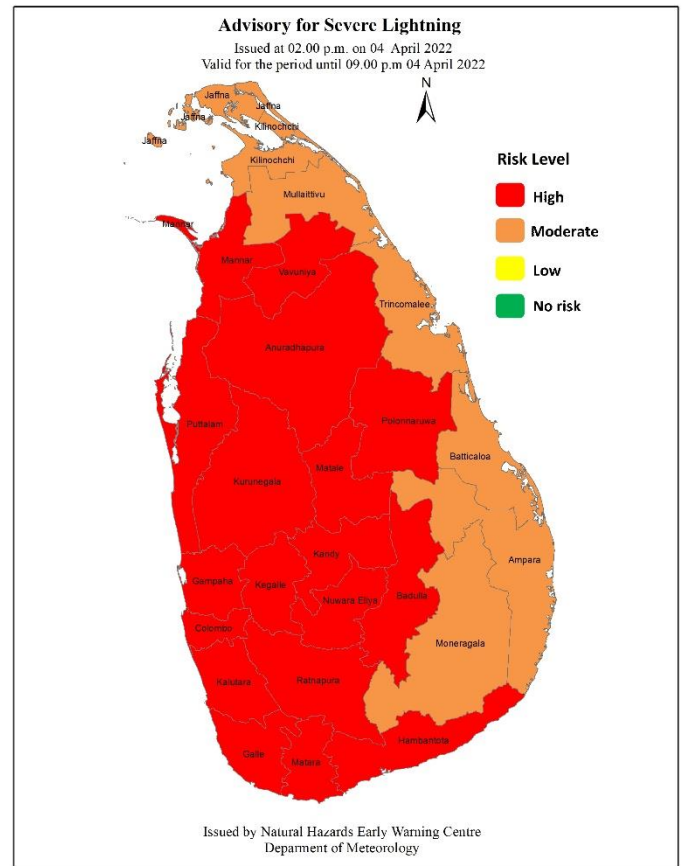 Advisory for Severe Lightning
Issued at 02.00 p.m. on 04 April 2022
Valid for the period until 09.00 p.m 04 April 2022
N
Jaffna
Jaffna
Jaffna
Kilinochchi
Jaffna
Kilinochchi
Risk Level
High
Moderate
Low
No risk
Mullaittivu
Mannar
Mannar
Vavuniya
Trincomalee
Anuradhapura
Polonnaruwa
Puttalam
Batticaloa
Matale
Kurunegala
Kandy
Ampara
Gampaha
Kegalle
Nuwara Eliya
Badulla
Colombo
Moneragala
Kalutara
Ratnapura
Hambantota
Galle
Matara
Issued by Natural Hazards Early Warning Centre
Deparment of Meteorology